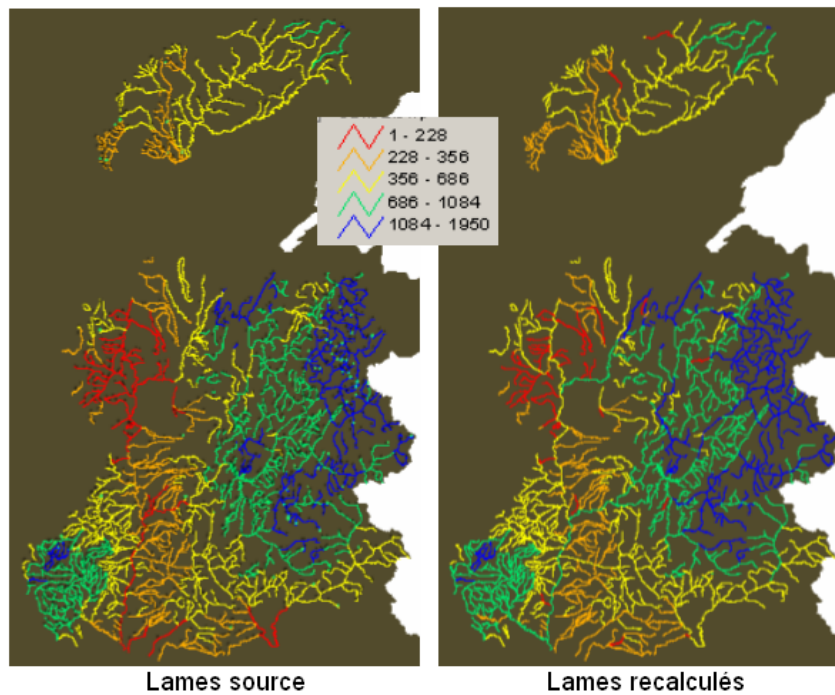 1 - 228
228 - 356
356 - 686
686 - 1084
1084 - 1950
Lames source
Lames recalculés